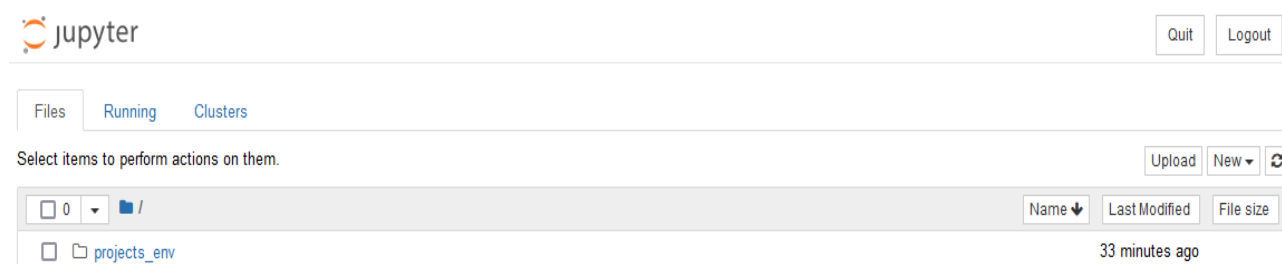 jupyter Quit Logout
Files Running Clusters
Select items to perform actions on them. Upload New
0 / Name Last Modified File size
projects_env 33 minutes ago